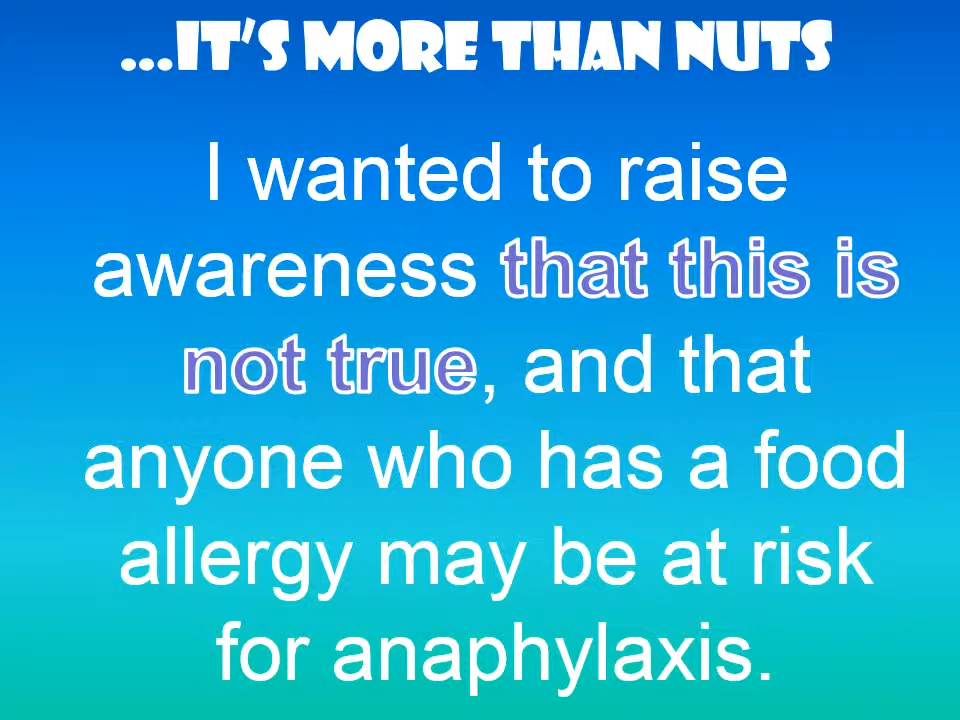 ...IT'S MORE THAN NUTS
I wanted to raise
awareness that this is
not true, and that
anyone who has a food
allergy may be at risk
for anaphylaxis.